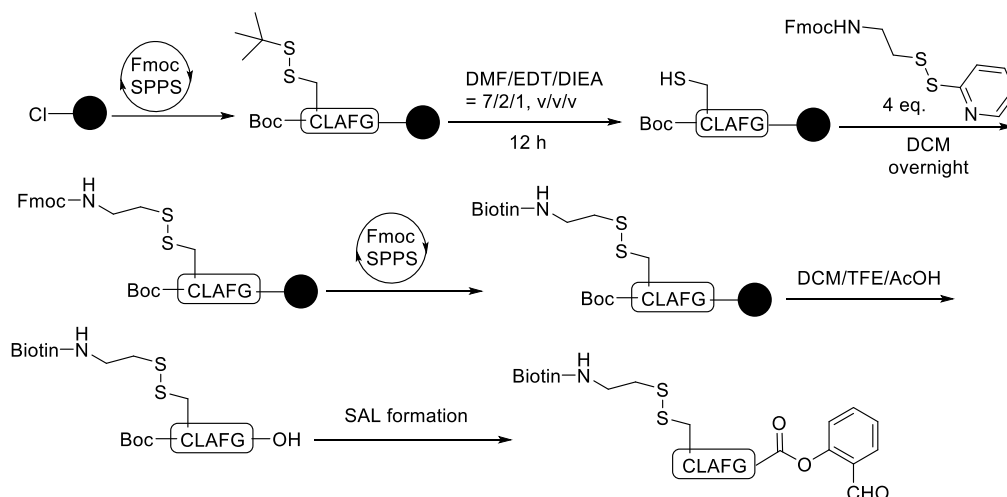 Cl
Fmoc
SPPS
S
S
Boc
CLAFG
DMF/EDT/DIEA
= 7/2/1, v/v/v
12 h
HS
Boc
CLAFG
FmocHN
S
S
N
4 eq.
DCM
overnight
H
Fmoc N
S
S
Boc
CLAFG
Fmoc
SPPS
H
Biotin N
S
S
Boc
CLAFG
DCM/TFE/AcOH
H
Biotin N
S
S
Boc
CLAFG OH
SAL formation
H
Biotin N
S
S
CLAFG
O
O
CHO